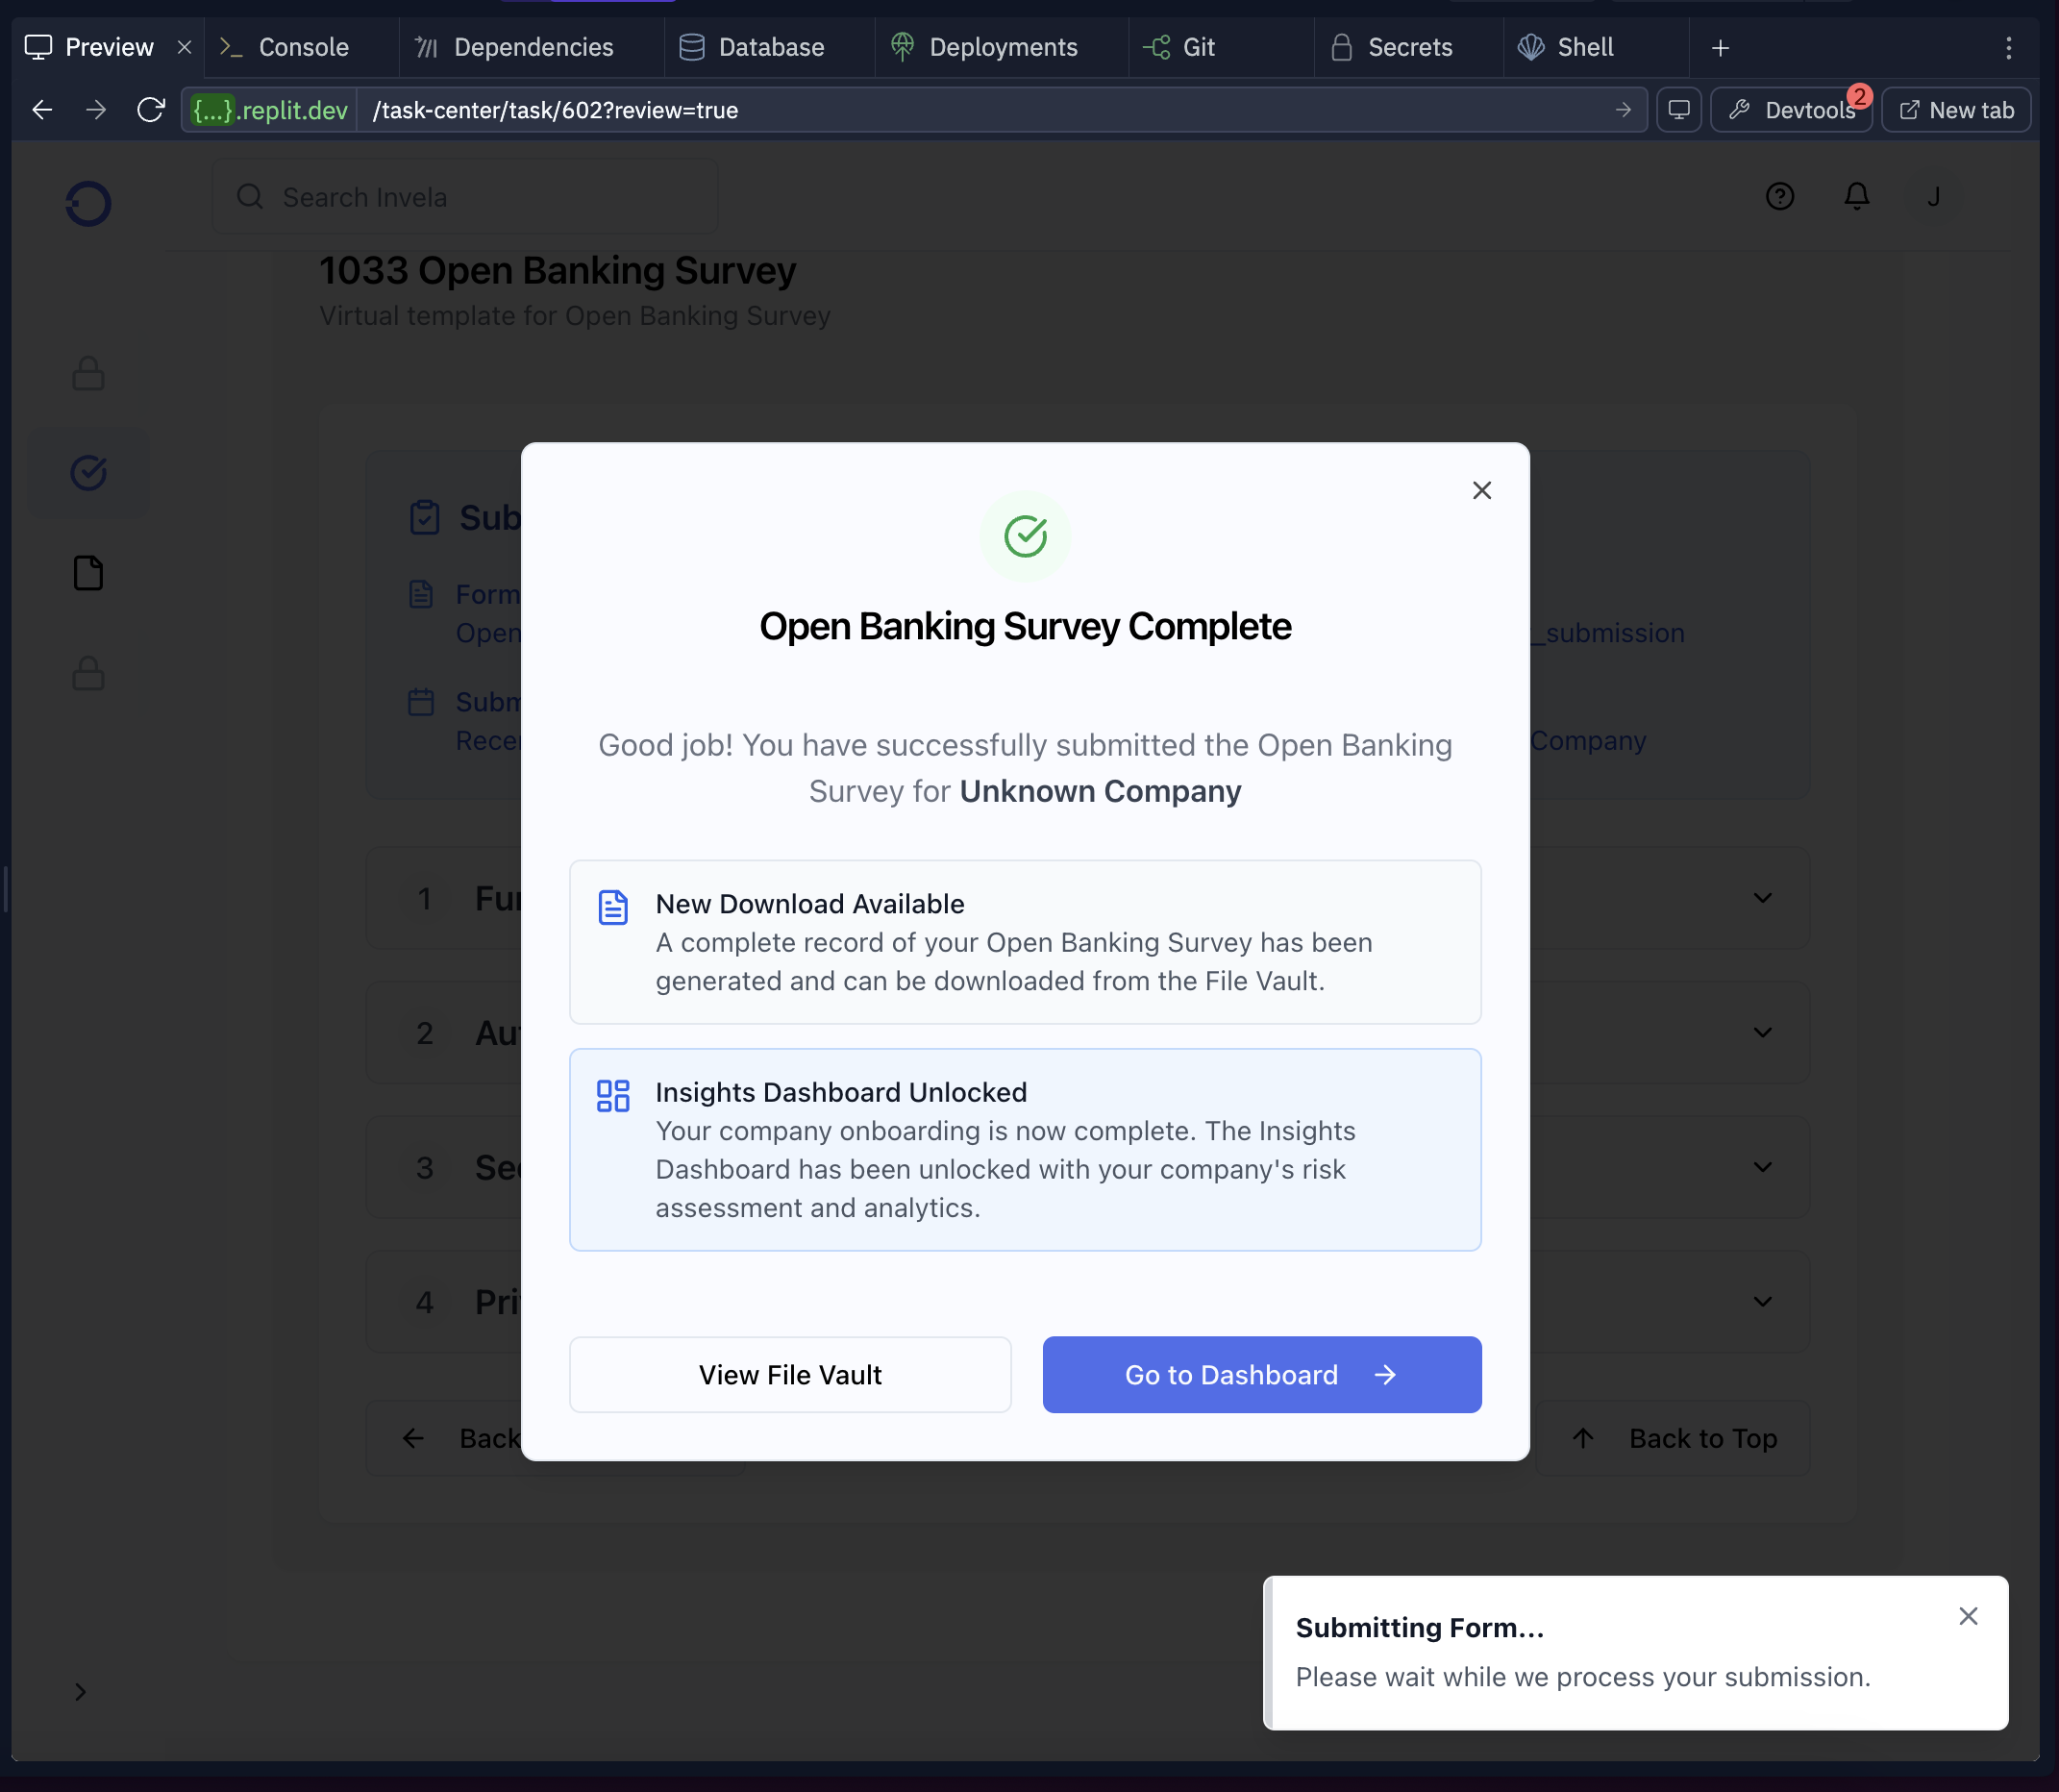 Preview
Console
Dependencies
Database
Deployments
Git
Secrets
Shell
{...}.replit.dev
/task-center/task/602?review=true
Devtools
2
New tab
Search Invela
J
1033 Open Banking Survey
Virtual template for Open Banking Survey
Sub
Form
Open
_submission
Subm
Rece
Company
Open Banking Survey Complete
Good job! You have successfully submitted the Open Banking
Survey for Unknown Company
New Download Available
A complete record of your Open Banking Survey has been
generated and can be downloaded from the File Vault.
Insights Dashboard Unlocked
Your company onboarding is now complete. The Insights
Dashboard has been unlocked with your company's risk
assessment and analytics.
View File Vault
Go to Dashboard
1
Fu
2
Au
3
Se
4
Pri
Back
Back to Top
Submitting Form...
Please wait while we process your submission.